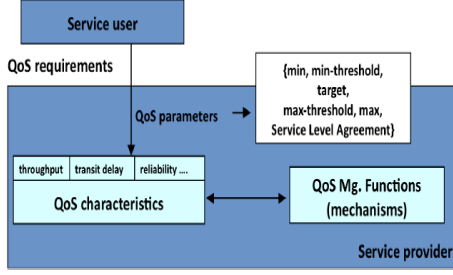 Service user
QoS requirements
{min, min-threshold,
target,
max-threshold, max,
Service Level Agreement}
QoS parameters
throughput
transit delay
reliability ....
QoS characteristics
QoS Mg. Functions
(mechanisms)
Service provider